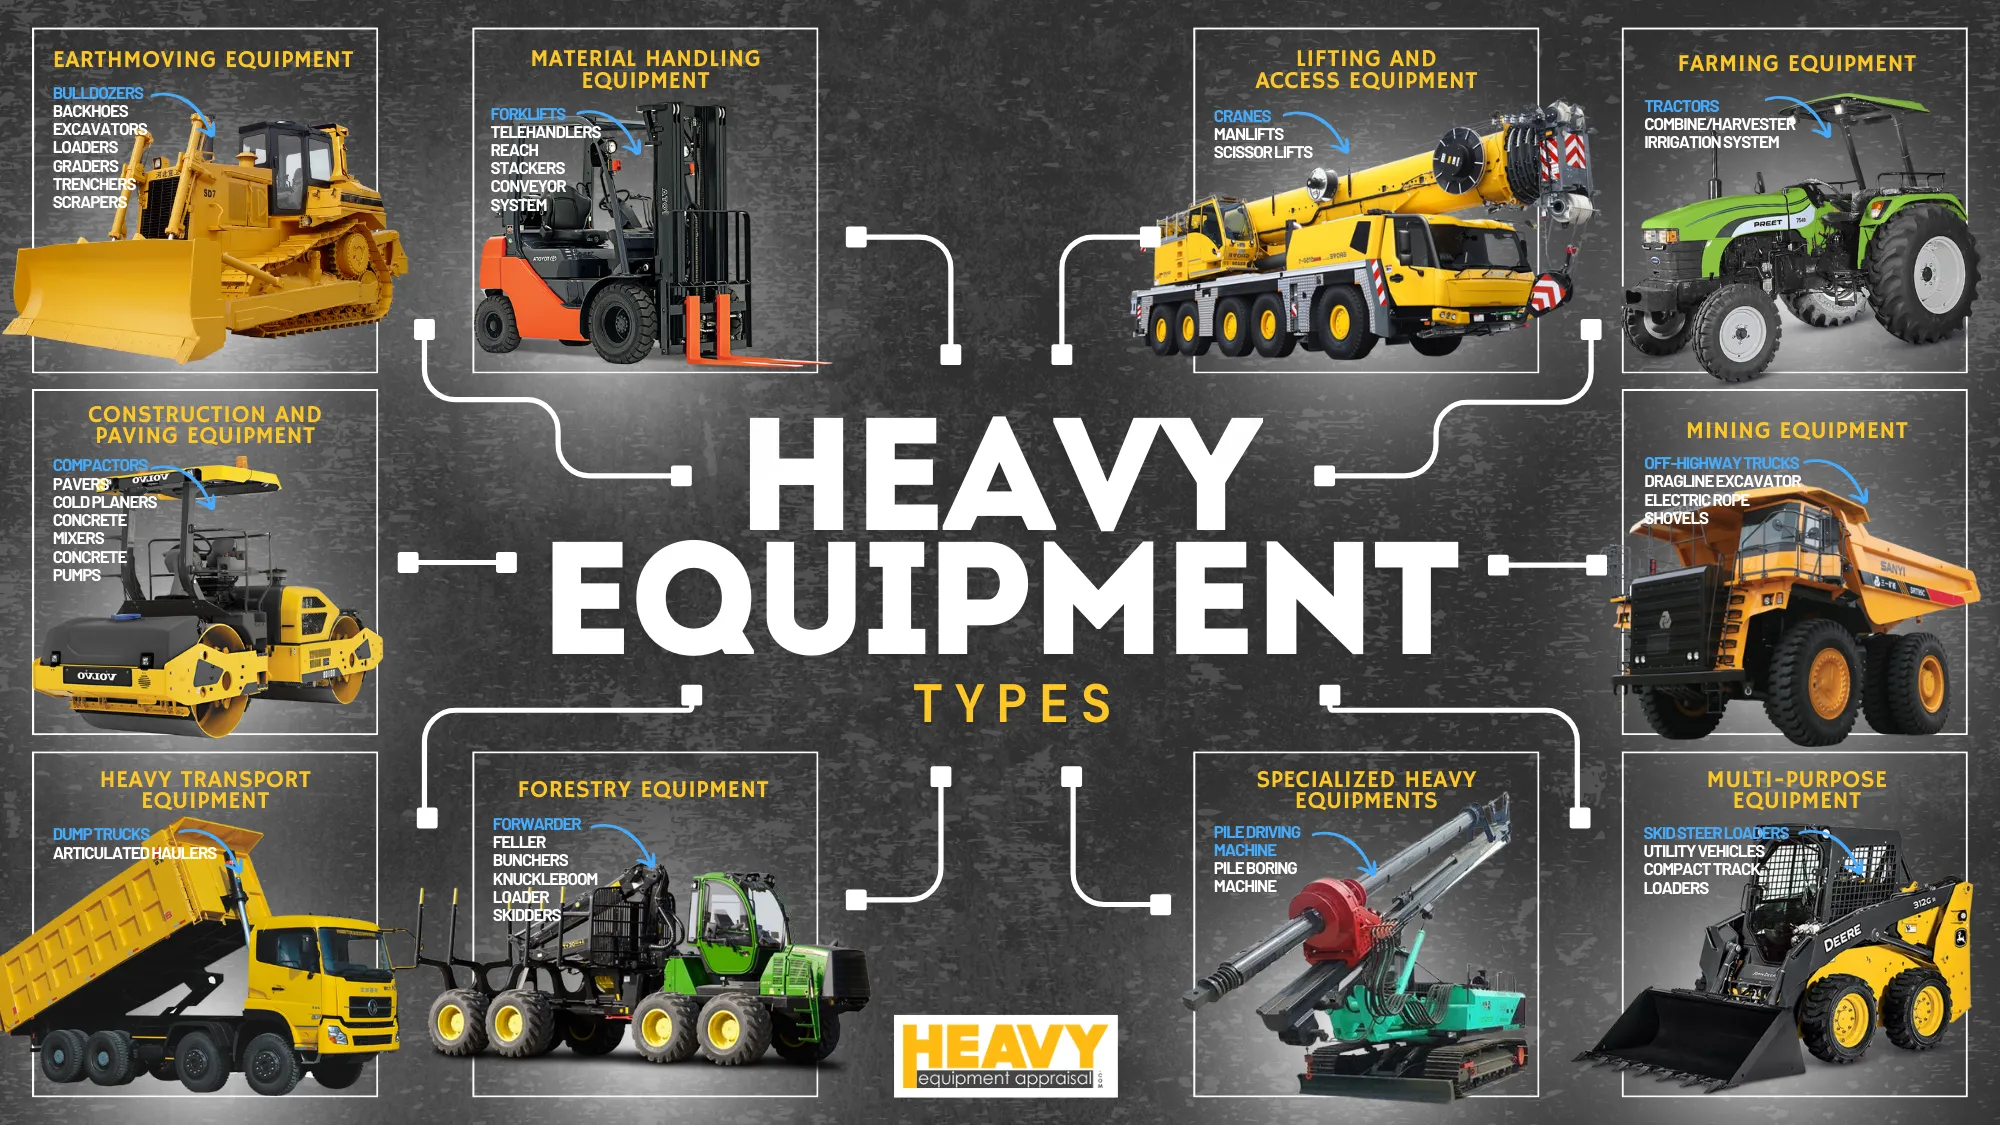 EARTHMOVING EQUIPMENT
BULLDOZERS
BACKHOES
EXCAVATORS
LOADERS
GRADERS
TRENCHERS
SCRAPERS
SD7
MATERIAL HANDLING
EQUIPMENT
FORKLIFTS
TELEHANDLERS
REACH
STACKERS
CONVEYOR
SYSTEM
LIFTING AND
ACCESS EQUIPMENT
CRANES
MANLIFTS
SCISSOR LIFTS
FARMING EQUIPMENT
TRACTORS
COMBINE/HARVESTER
IRRIGATION SYSTEM
PREET
CONSTRUCTION AND
PAVING EQUIPMENT
COMPACTORS
PAVERS
COLD PLANERS
CONCRETE
MIXERS
CONCRETE
PUMPS
HEAVY
EQUIPMENT
TYPES
MINING EQUIPMENT
OFF-HIGHWAY TRUCKS
DRAGLINE EXCAVATOR
ELECTRIC ROPE
SHOVELS
SANYI
HEAVY TRANSPORT
EQUIPMENT
DUMP TRUCKS
ARTICULATED HAULERS
FORESTRY EQUIPMENT
FORWARDER
FELLER
BUNCHERS
KNUCKLEBOOM
LOADER
SKIDDERS
SPECIALIZED HEAVY
EQUIPMENTS
PILE DRIVING
MACHINE
PILE BORING
MACHINE
MULTI-PURPOSE
EQUIPMENT
SKID STEER LOADERS
UTILITY VEHICLES
COMPACT TRACK
LOADERS
DEERE
312G
HEAVY
equipment appraisal